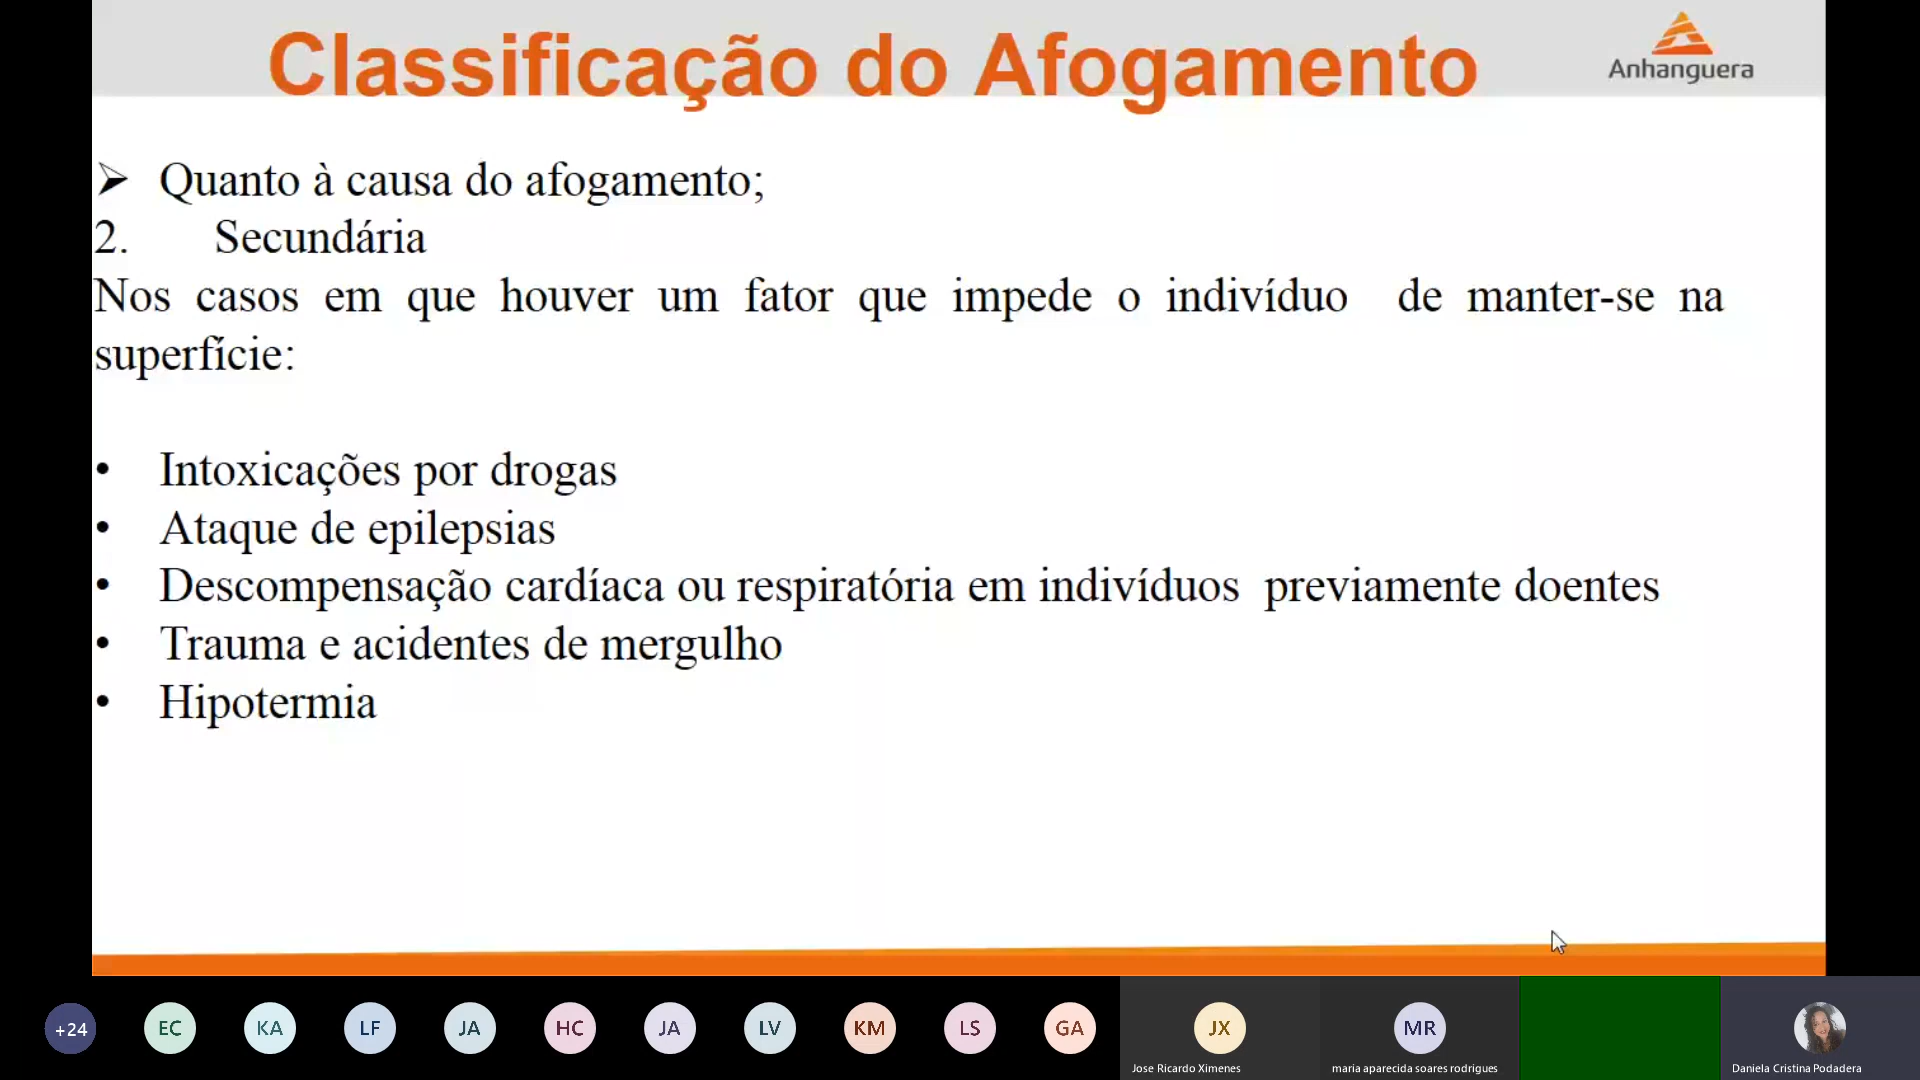 Classificação do Afogamento
Anhanguera
➢ Quanto à causa do afogamento;
2. Secundária
Nos casos em que houver um fator que impede o indivíduo de manter-se na
superfície:
• Intoxicações por drogas
• Ataque de epilepsias
• Descompensação cardíaca ou respiratória em indivíduos previamente doentes
• Trauma e acidentes de mergulho
• Hipotermia
+24 EC KA LF JA HC JA LV KM LS GA JX MR
Jose Ricardo Ximenes maria aparecida soares rodrigues Daniela Cristina Podadera